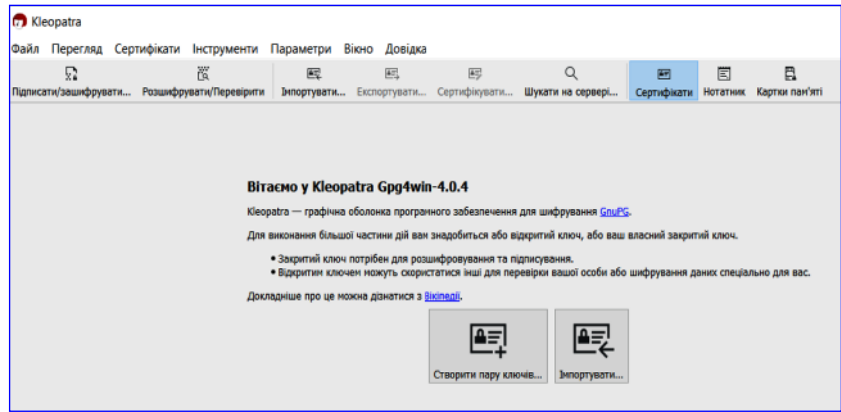 Kleopatra
Файл Перегляд Сертифікати Інструменти Параметри Вікно Довідка
Підписати/зашифрувати... Розшифрувати/Перевірити Імпортувати... Експортувати... Сертифікувати... Шукати на сервері... Сертифікати Нотатник Картки пам'яті
Вітаємо у Kleopatra Gpg4win-4.0.4
Kleopatra — графічна оболонка програмного забезпечення для шифрування GnuPG.
Для виконання більшої частини дій вам знадобиться або відкритий ключ, або ваш власний закритий ключ.
• Закритий ключ потрібен для розшифровування та підписування.
• Відкритим ключем можуть скористатися інші для перевірки вашої особи або шифрування даних спеціально для вас.
Докладніше про це можна дізнатися з Вікіпедії.
Створити пару ключів... Імпортувати...